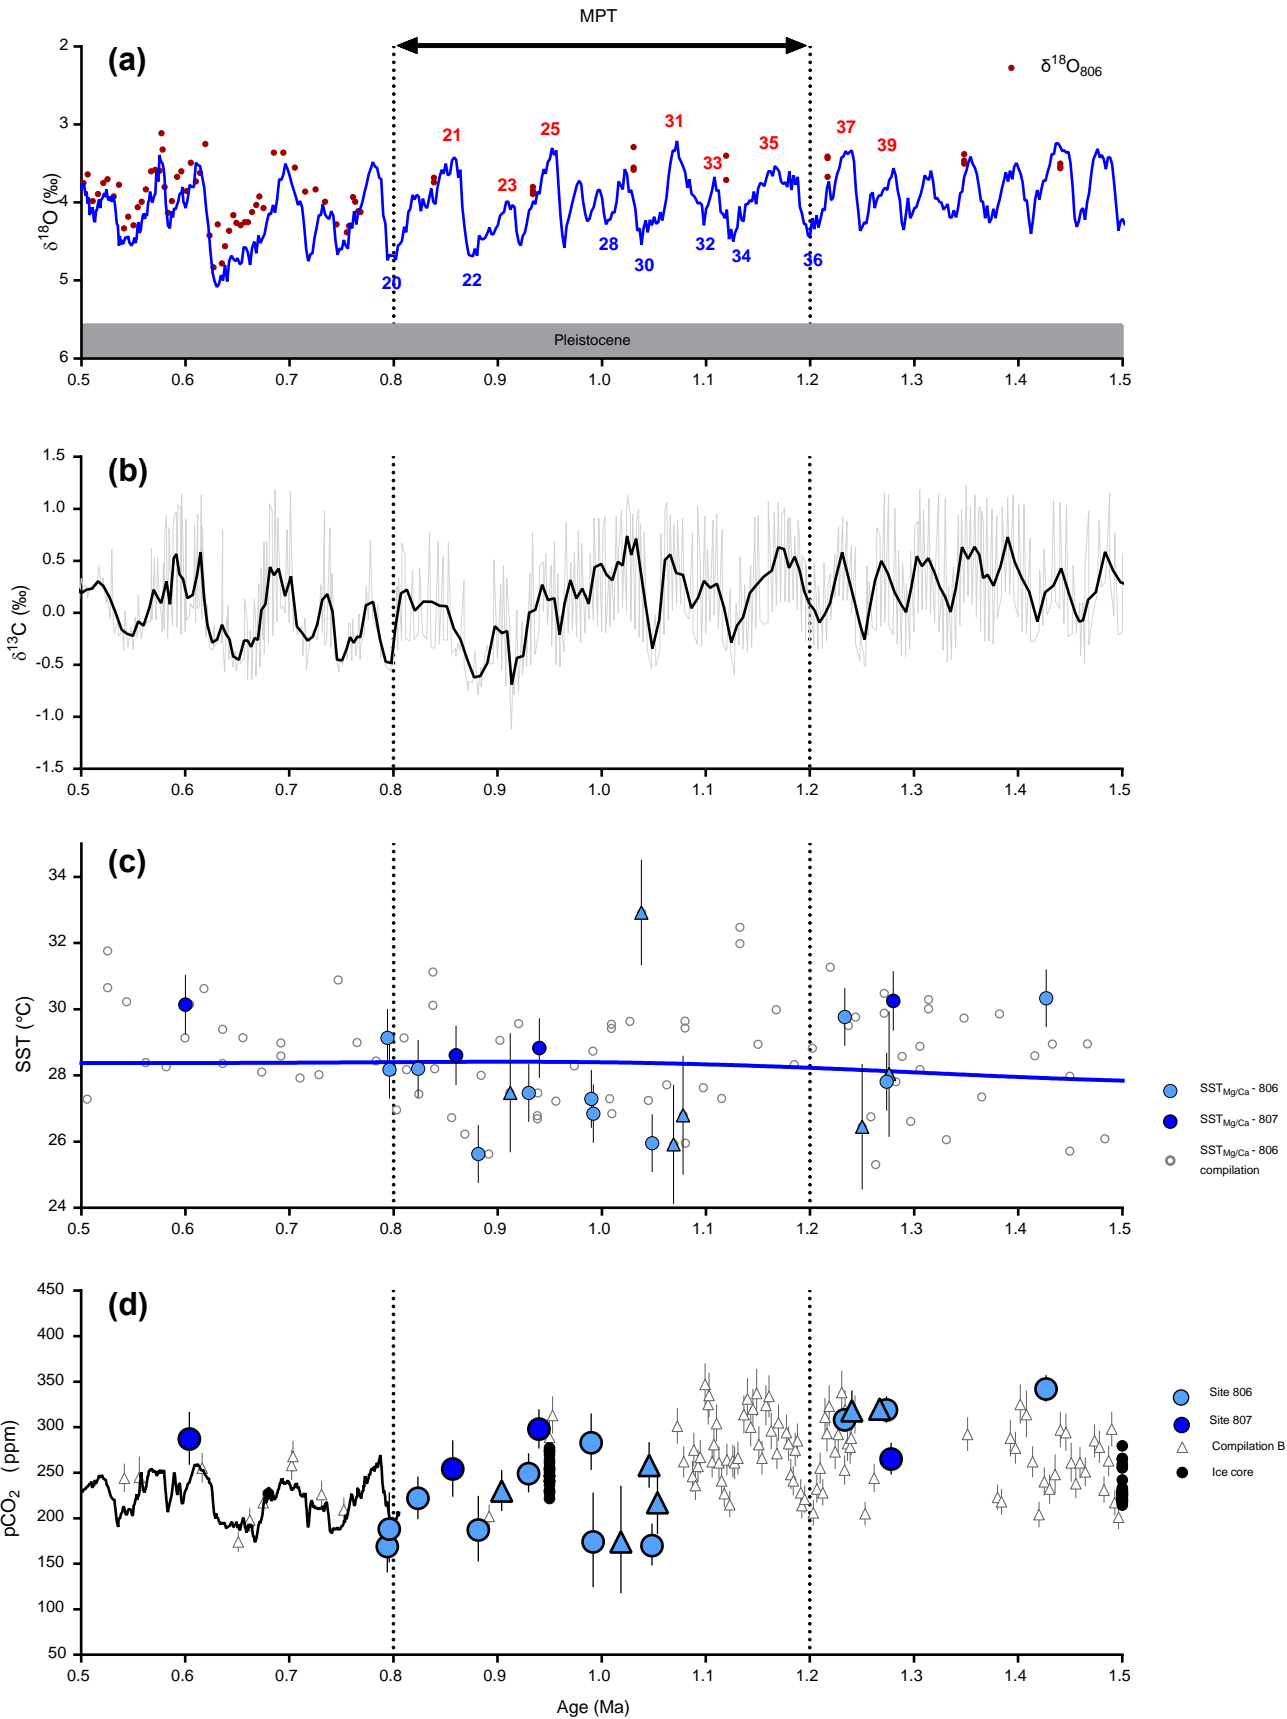 MPT
(a)
δ18O806
2
3
4
5
6
δ18O (‰)
21
23
25
31
33
35
37
39
20
22
28
30
32
34
36
Pleistocene
0.5 0.6 0.7 0.8 0.9 1.0 1.1 1.2 1.3 1.4 1.5
(b)
1.5
1.0
0.5
0.0
-0.5
-1.0
-1.5
δ13C (‰)
0.5 0.6 0.7 0.8 0.9 1.0 1.1 1.2 1.3 1.4 1.5
(c)
34
32
30
28
26
24
SST (°C)
SSTMg/Ca - 806
SSTMg/Ca - 807
SSTMg/Ca - 806
compilation
0.5 0.6 0.7 0.8 0.9 1.0 1.1 1.2 1.3 1.4 1.5
(d)
450
400
350
300
250
200
150
100
50
pCO2 (ppm)
Site 806
Site 807
Compilation B
Ice core
0.5 0.6 0.7 0.8 0.9 1.0 1.1 1.2 1.3 1.4 1.5
Age (Ma)